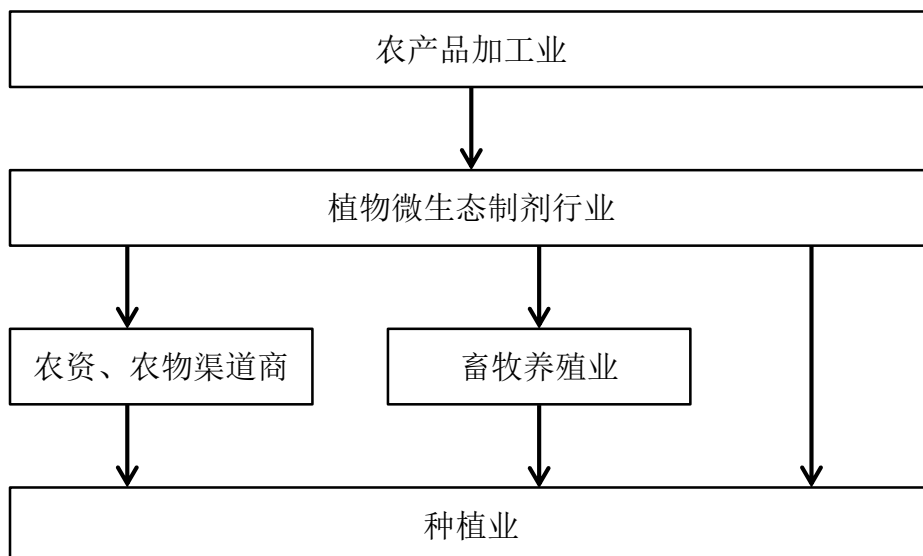 农产品加工业
植物微生态制剂行业
农资、农物渠道商
畜牧养殖业
种植业